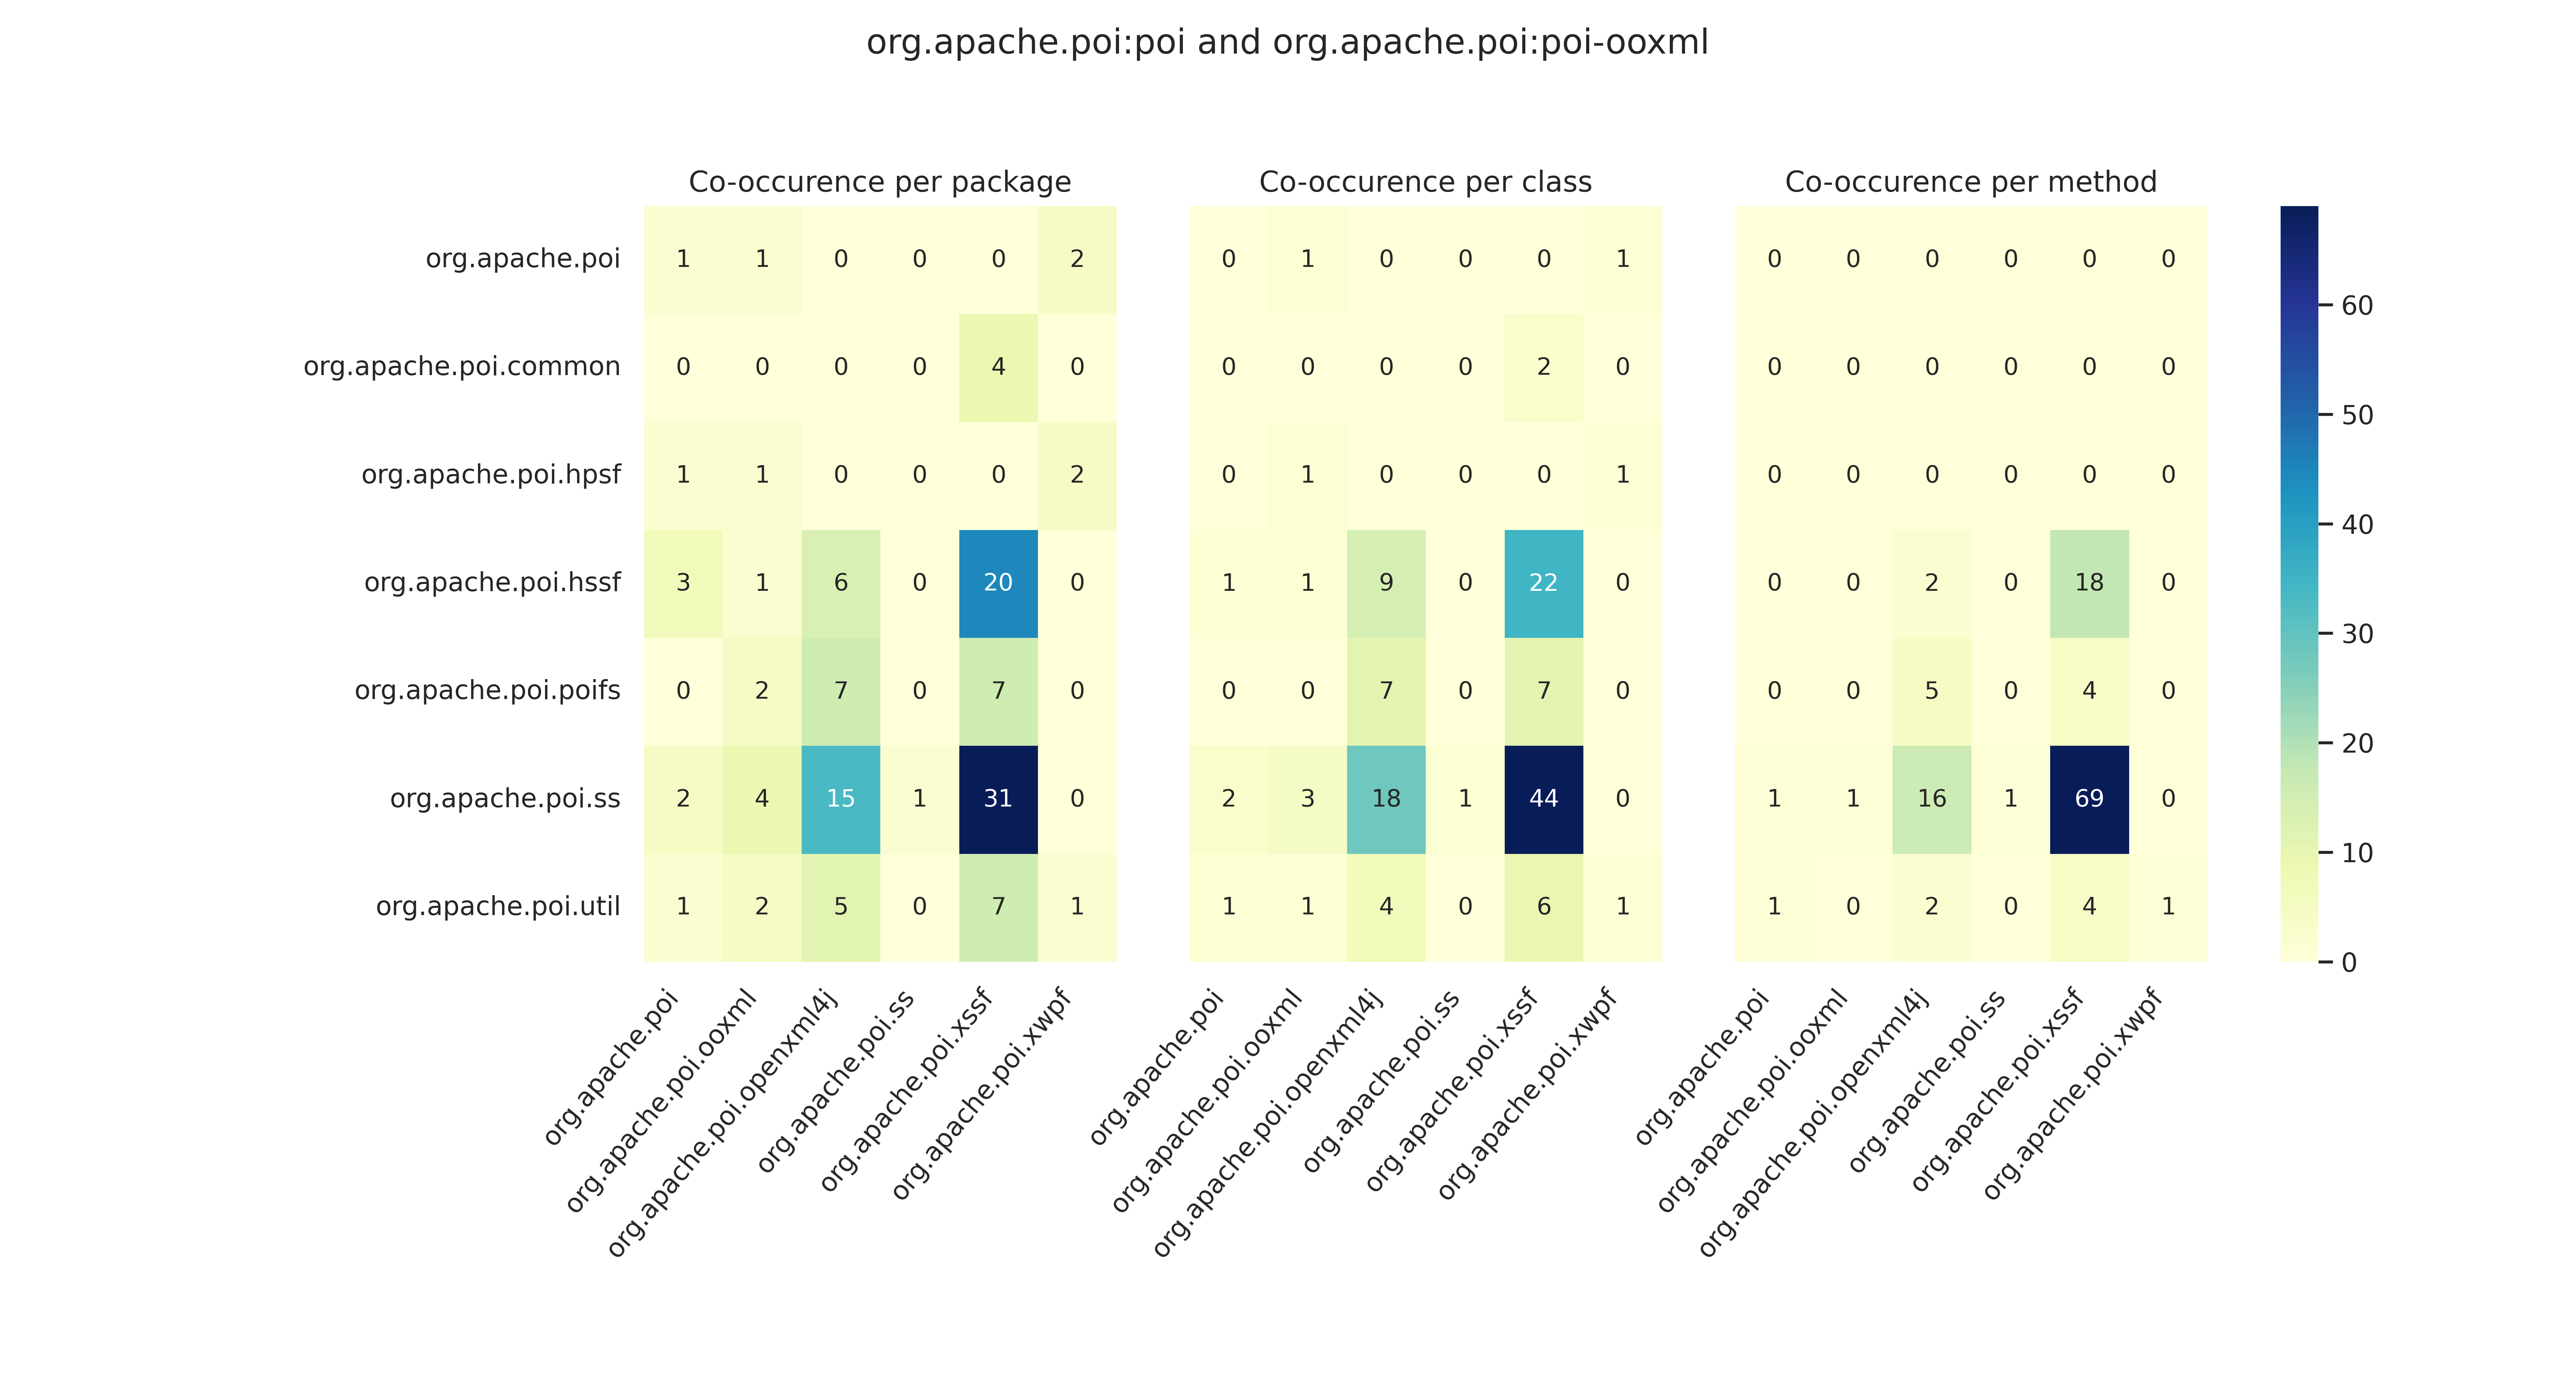 org.apache.poi:poi and org.apache.poi:poi-ooxml
Co-occurence per package
Co-occurence per class
Co-occurence per method
org.apache.poi 1 1 0 0 0 2 0 1 0 0 0 1 0 0 0 0 0 0
org.apache.poi.common 0 0 0 0 4 0 0 0 0 0 2 0 0 0 0 0 0 0
org.apache.poi.hpsf 1 1 0 0 0 2 0 1 0 0 0 1 0 0 0 0 0 0
org.apache.poi.hssf 3 1 6 0 20 0 1 1 9 0 22 0 0 0 2 0 18 0
org.apache.poi.poifs 0 2 7 0 7 0 0 0 7 0 7 0 0 0 5 0 4 0
org.apache.poi.ss 2 4 15 1 31 0 2 3 18 1 44 0 1 1 16 1 69 0
org.apache.poi.util 1 2 5 0 7 1 1 1 4 0 6 1 1 0 2 0 4 1
60
50
40
30
20
10
0
org.apache.poi
org.apache.poi.ooxml
org.apache.poi.openxml4j
org.apache.poi.ss
org.apache.poi.xssf
org.apache.poi.xwpf
org.apache.poi
org.apache.poi.ooxml
org.apache.poi.openxml4j
org.apache.poi.ss
org.apache.poi.xssf
org.apache.poi.xwpf
org.apache.poi
org.apache.poi.ooxml
org.apache.poi.openxml4j
org.apache.poi.ss
org.apache.poi.xssf
org.apache.poi.xwpf